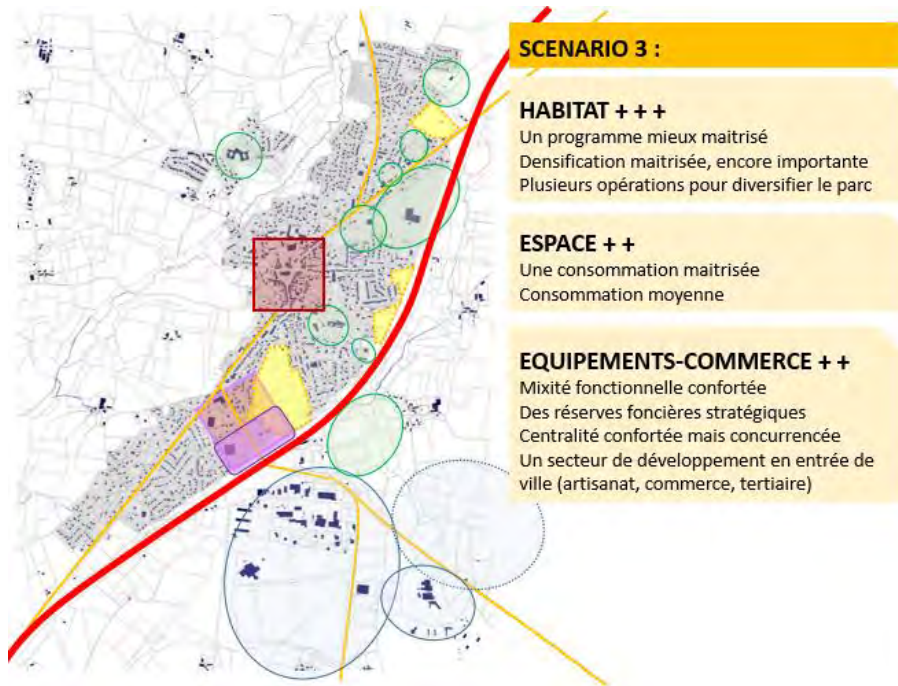 SCENARIO 3 :
HABITAT + + +
Un programme mieux maitrisé
Densification maitrisée, encore importante
Plusieurs opérations pour diversifier le parc
ESPACE + +
Une consommation maitrisée
Consommation moyenne
EQUIPEMENTS-COMMERCE + +
Mixité fonctionnelle confortée
Des réserves foncières stratégiques
Centralité confortée mais concurrencée
Un secteur de développement en entrée de
ville (artisanat, commerce, tertiaire)